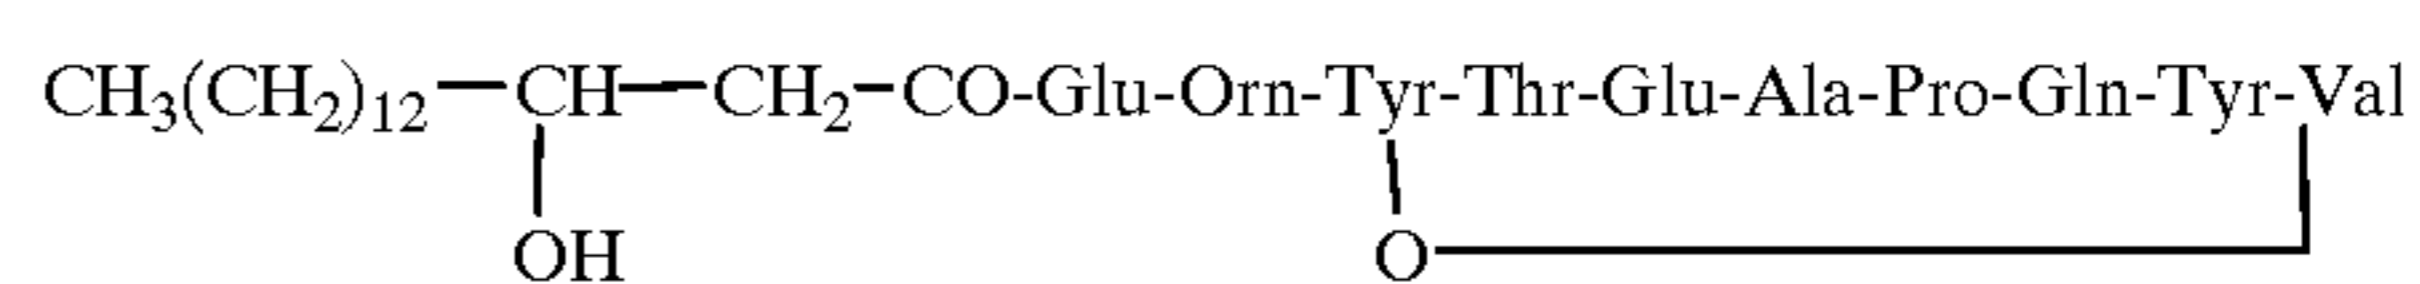 CH₃(CH₂)₁₂—CH—CH₂-CO-Glu-Orn-Tyr-Thr-Glu-Ala-Pro-Gln-Tyr-Val
OH O